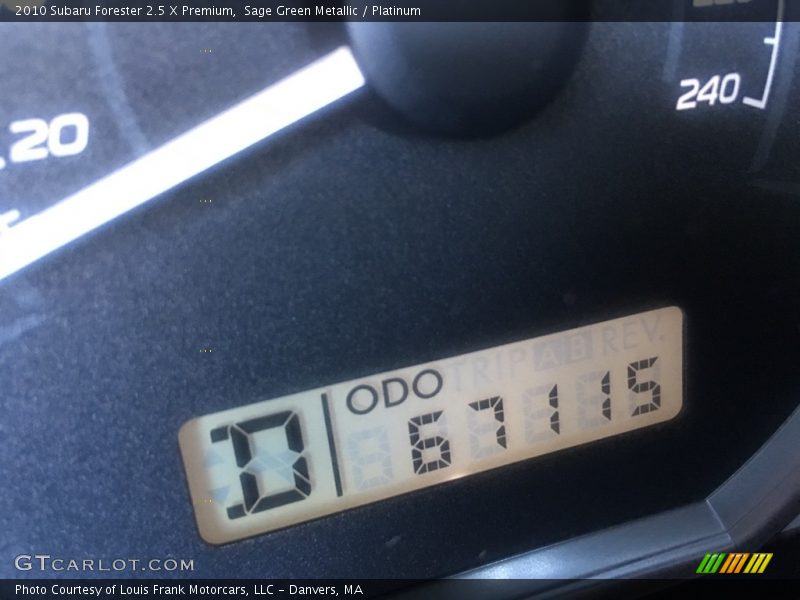 2010 Subaru Forester 2.5 X Premium,  Sage Green Metallic / Platinum
240
20
ODO TRIP A B REV.
D 67115
GTCARLOT.COM
Photo Courtesy of Louis Frank Motorcars, LLC – Danvers, MA